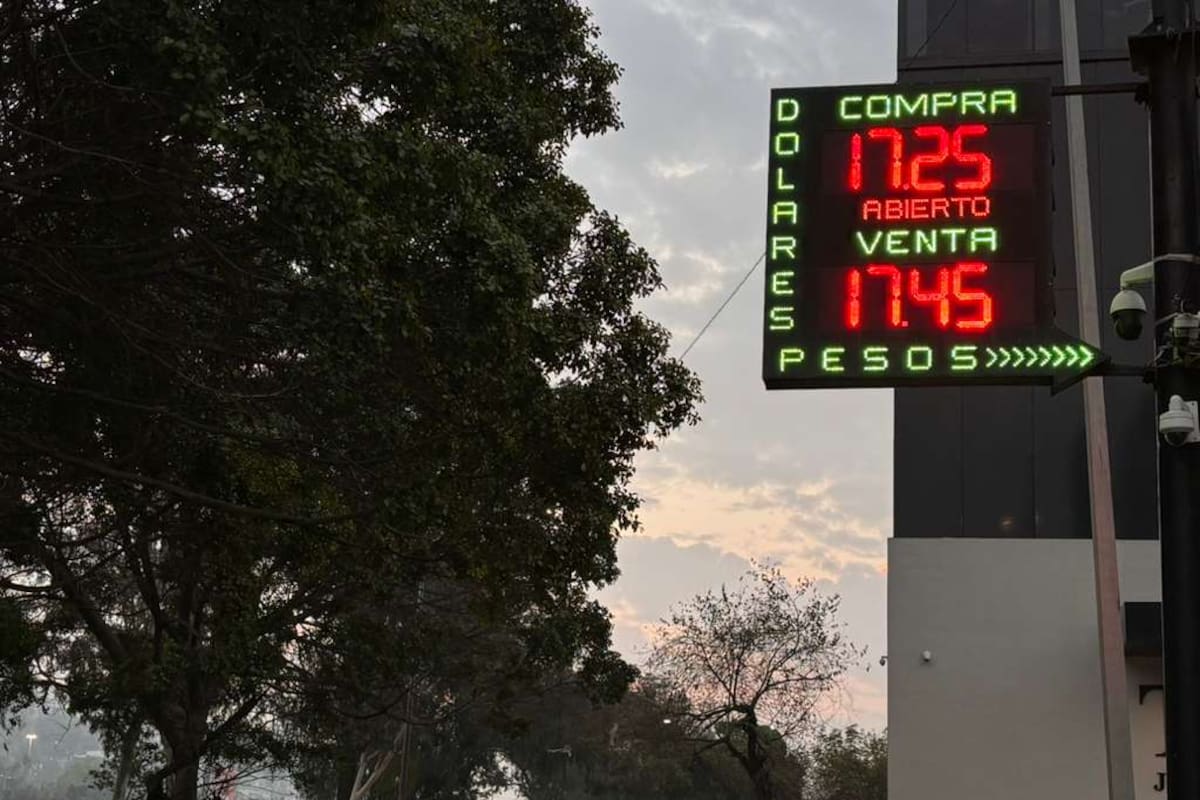 DOLARES
COMPRA
17.25
ABIERTO
VENTA
17.45
PESOS»»»»»